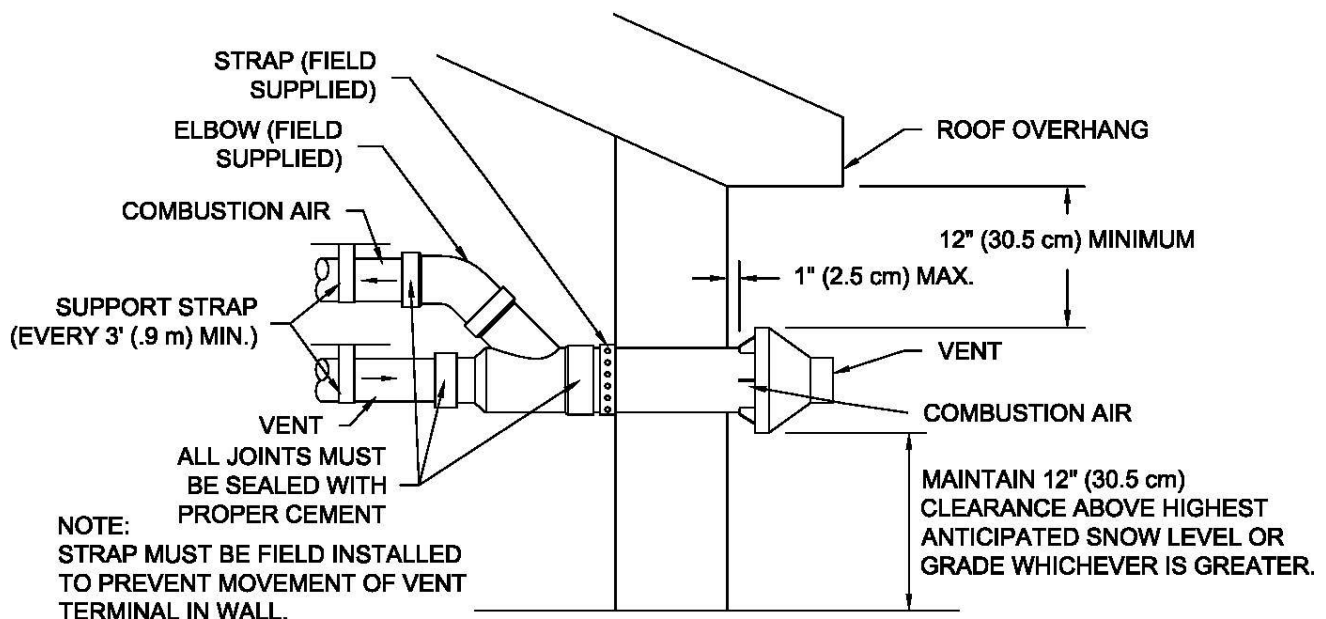 STRAP (FIELD
SUPPLIED)
ELBOW (FIELD
SUPPLIED)
COMBUSTION AIR
SUPPORT STRAP
(EVERY 3' (.9 m) MIN.)
VENT
ALL JOINTS MUST
BE SEALED WITH
PROPER CEMENT
NOTE:
STRAP MUST BE FIELD INSTALLED
TO PREVENT MOVEMENT OF VENT
TERMINAL IN WALL.
ROOF OVERHANG
12" (30.5 cm) MINIMUM
1" (2.5 cm) MAX.
VENT
COMBUSTION AIR
MAINTAIN 12" (30.5 cm)
CLEARANCE ABOVE HIGHEST
ANTICIPATED SNOW LEVEL OR
GRADE WHICHEVER IS GREATER.